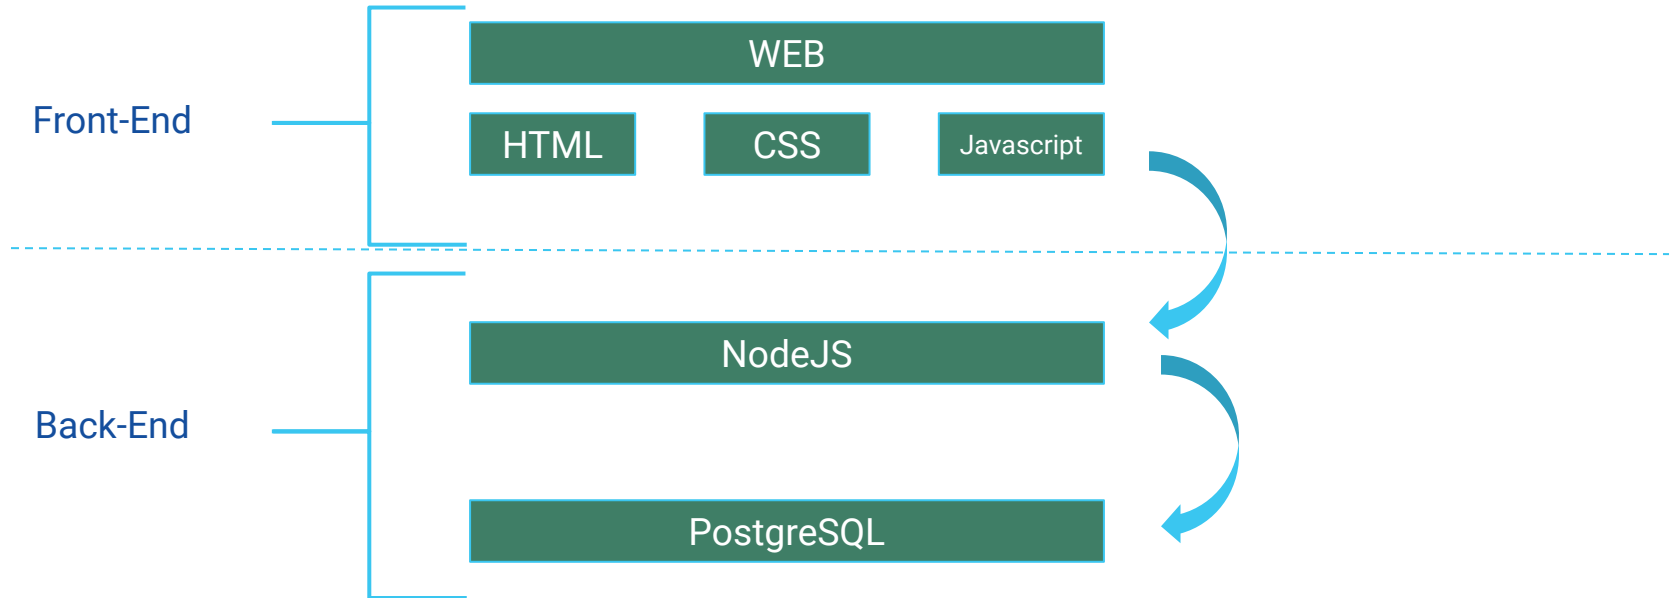 WEB
Front-End
HTML
CSS
Javascript
NodeJS
Back-End
PostgreSQL